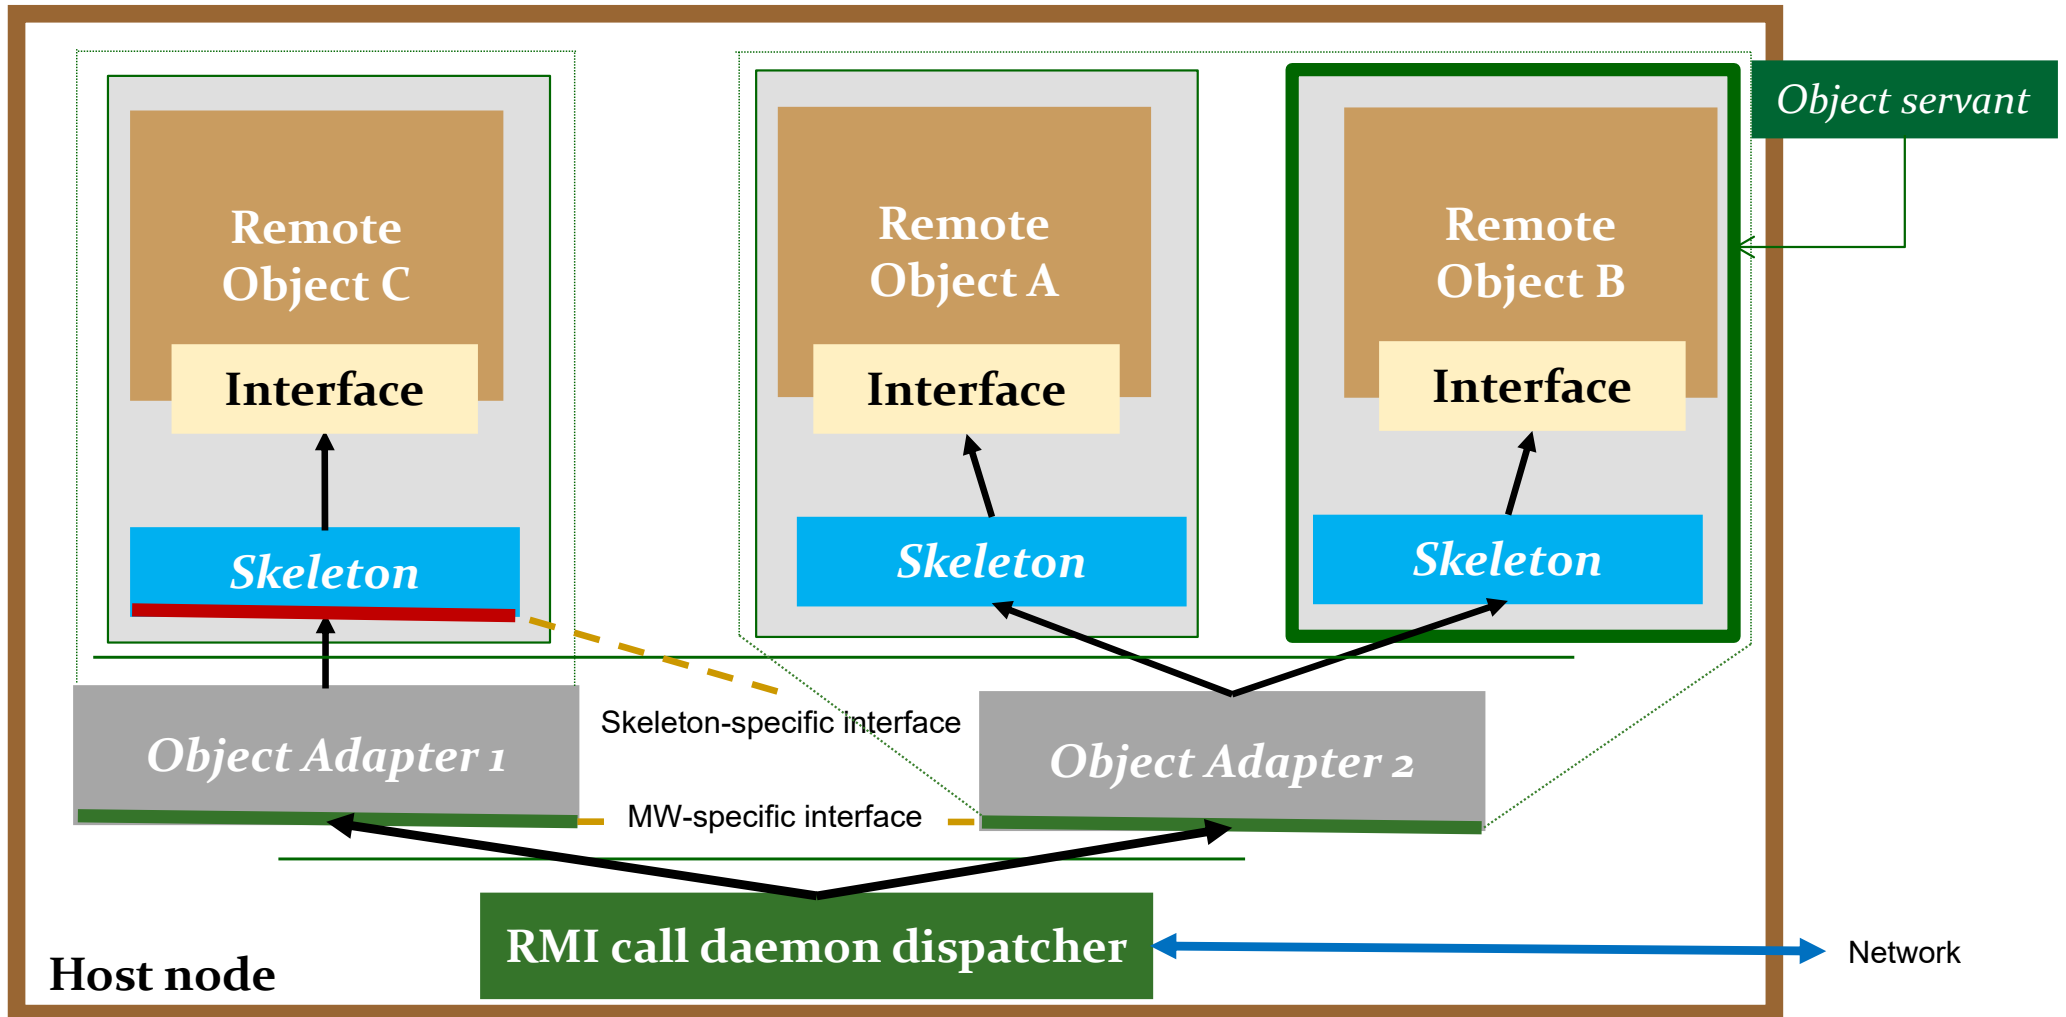 Object servant
Remote
Object C
Remote
Object A
Remote
Object B
Interface
Interface
Interface
Skeleton
Skeleton
Skeleton
Skeleton-specific interface
Object Adapter 1
Object Adapter 2
MW-specific interface
RMI call daemon dispatcher
Network
Host node